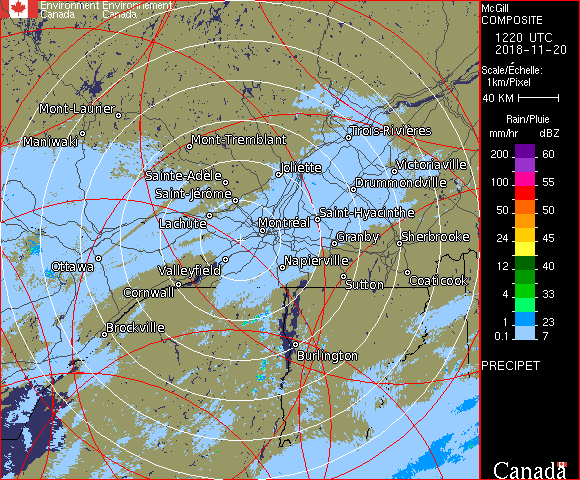 Environment Environnement
Canada Canada
McGill
COMPOSITE
1220 UTC
2018-11-20
Scale/Échelle:
1km/Pixel
40 KM
Rain/Pluie
mm/hr dBZ
200 60
100 55
50 50
24 45
12 40
4 33
1 23
0.1 7
PRECIPET
Canada
Mont-Laurier
Maniwaki
Mont-Tremblant
Trois-Rivières
Sainte-Adèle
Joliette
Victoriaville
Saint-Jérôme
Drummondville
Lachute
Montréal
Saint-Hyacinthe
Ottawa
Valleyfield
Granby
Sherbrooke
Napierville
Cornwall
Sutton
Coaticook
Brockville
Burlington